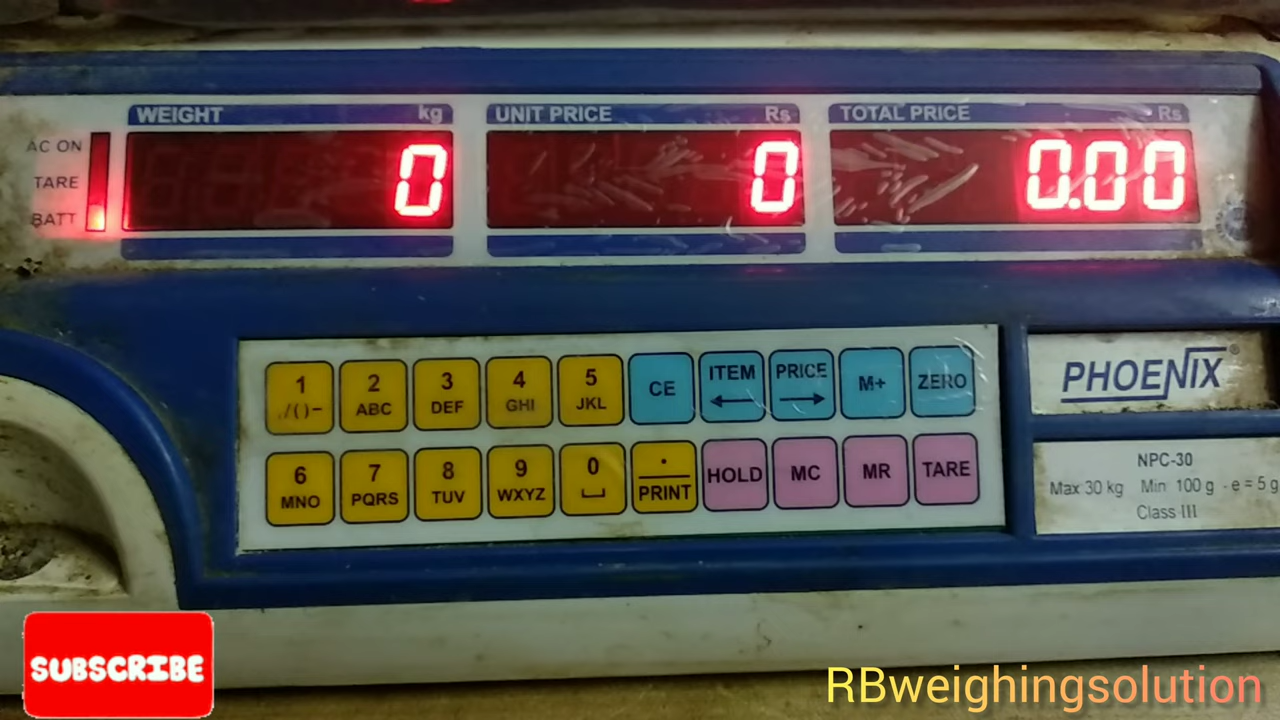 WEIGHT kg
UNIT PRICE Rs
TOTAL PRICE Rs
AC ON
TARE
BATT
0
0
0.00
1 2 3 4 5 CE ITEM PRICE M+ ZERO
./()- ABC DEF GHI JKL
6 7 8 9 0 . HOLD MC MR TARE
MNO PQRS TUV WXYZ PRINT
PHOENIX®
NPC-30
Max 30 kg Min 100 g e = 5 g
Class III
SUBSCRIBE
RBweighingsolution